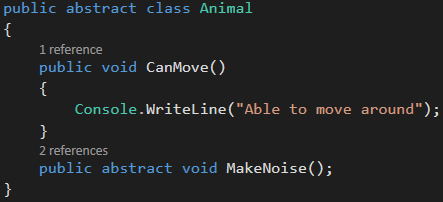 public abstract class Animal
{
1 reference
public void CanMove()
{
Console.WriteLine("Able to move around");
}
2 references
public abstract void MakeNoise();
}